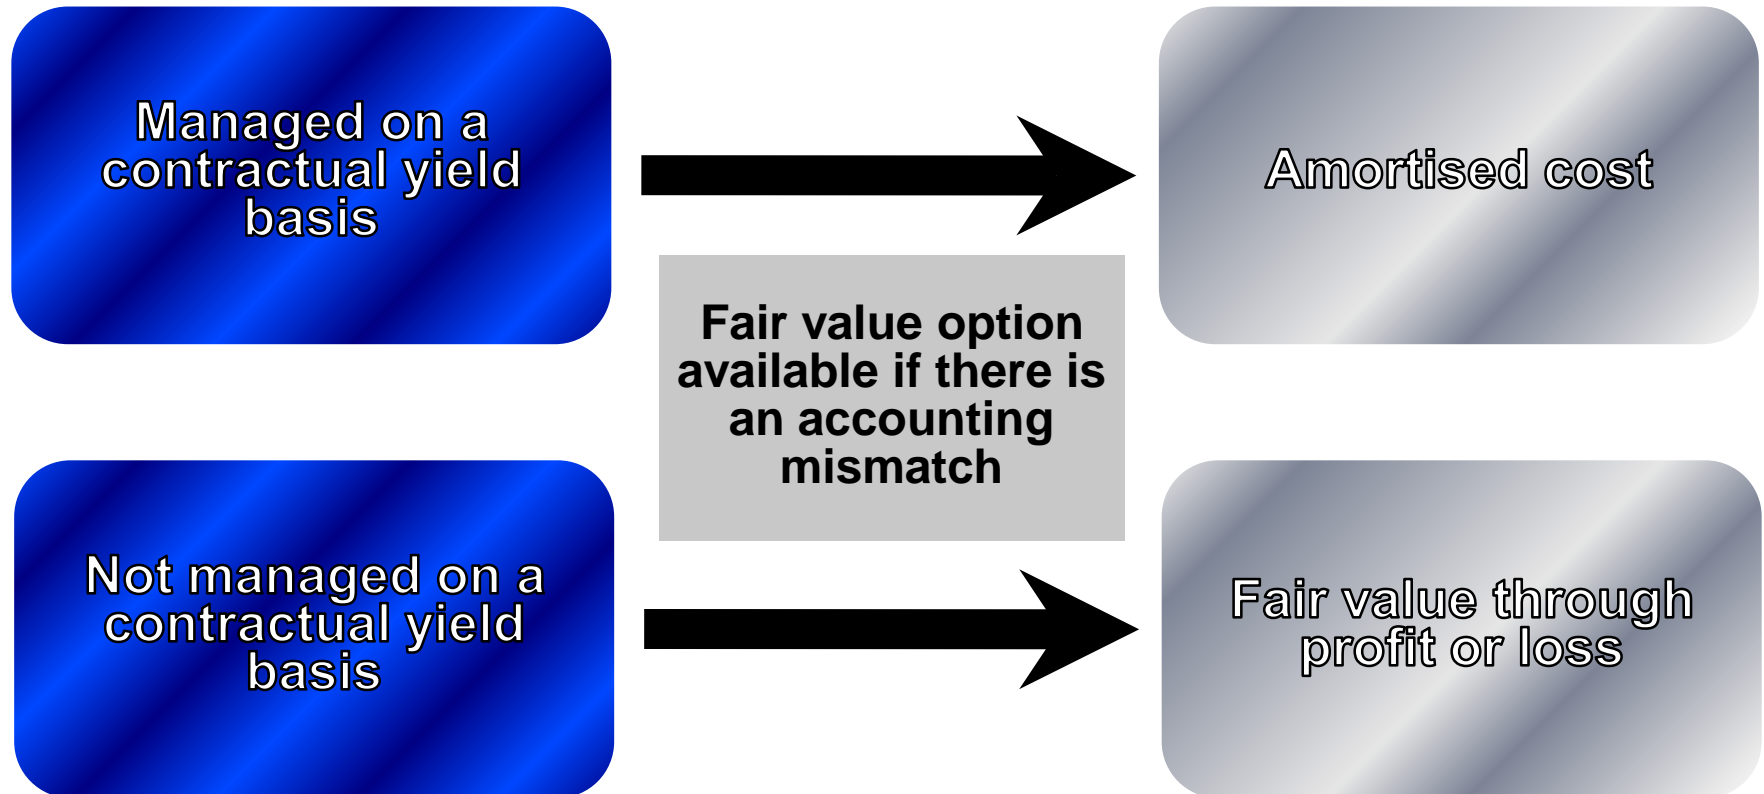 Managed on a
contractual yield
basis
Amortised cost
Fair value option
available if there is
an accounting
mismatch
Not managed on a
contractual yield
basis
Fair value through
profit or loss